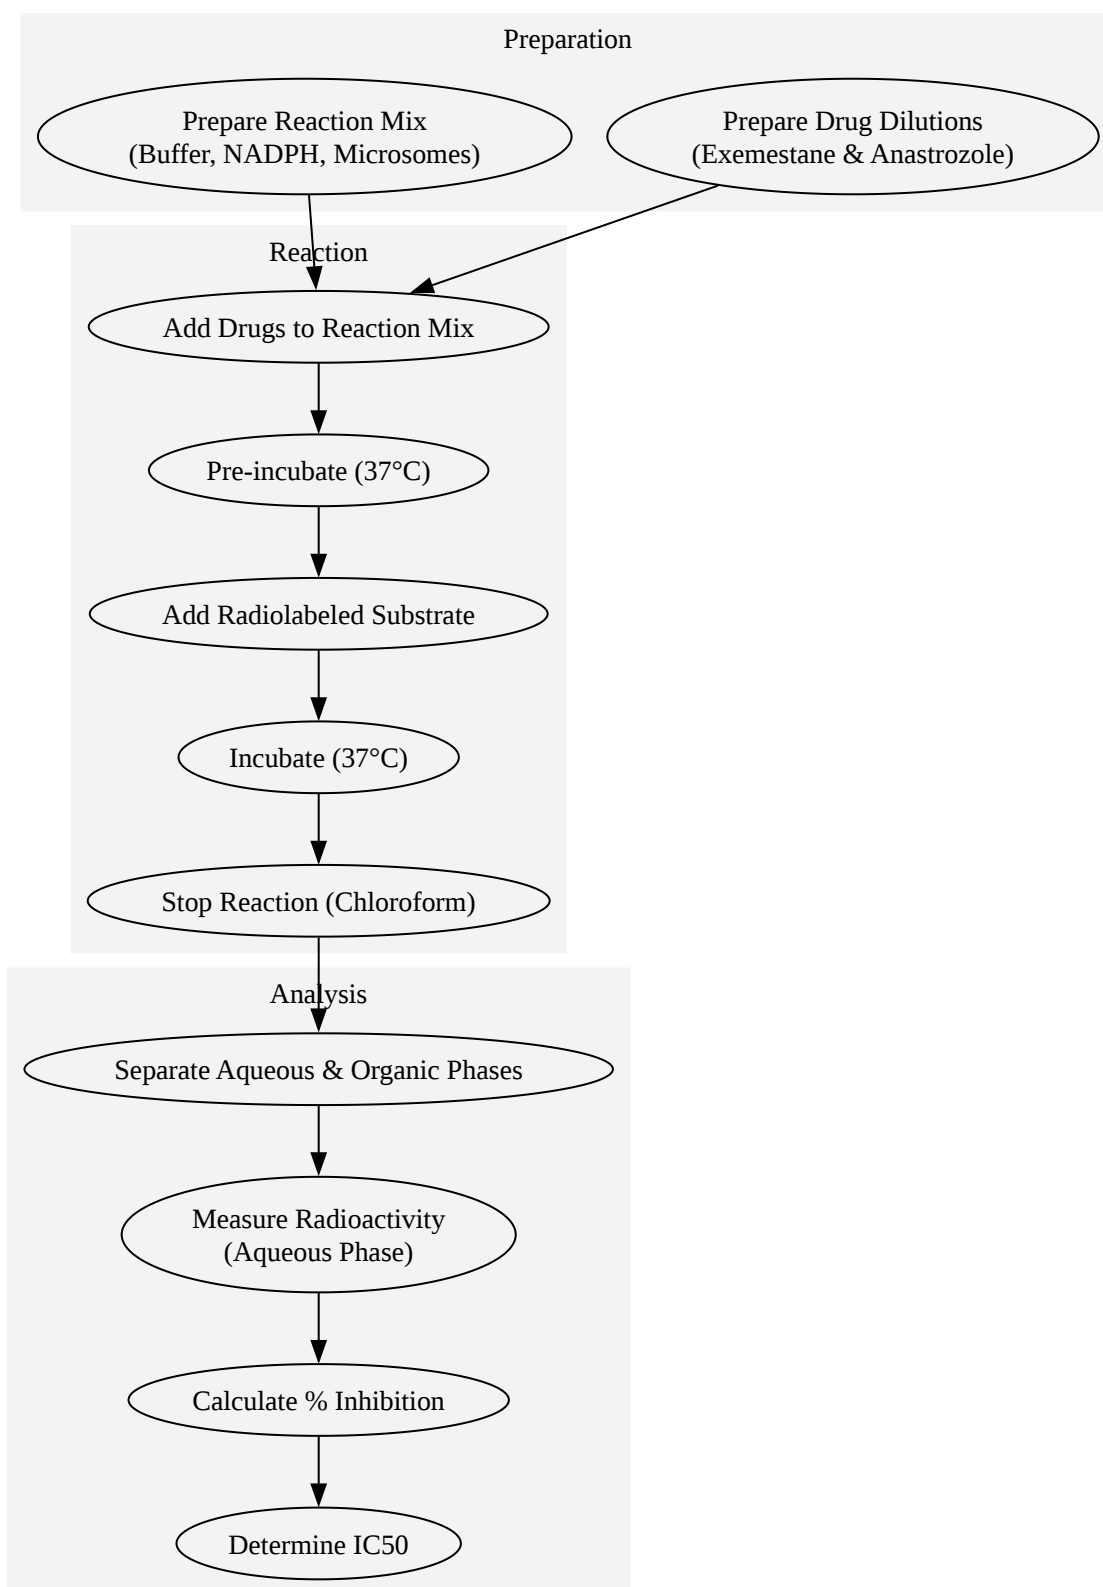 Preparation
Prepare Reaction Mix
(Buffer, NADPH, Microsomes)
Prepare Drug Dilutions
(Exemestane & Anastrozole)
Reaction
Add Drugs to Reaction Mix
Pre-incubate (37°C)
Add Radiolabeled Substrate
Incubate (37°C)
Stop Reaction (Chloroform)
Analysis
Separate Aqueous & Organic Phases
Measure Radioactivity
(Aqueous Phase)
Calculate % Inhibition
Determine IC50